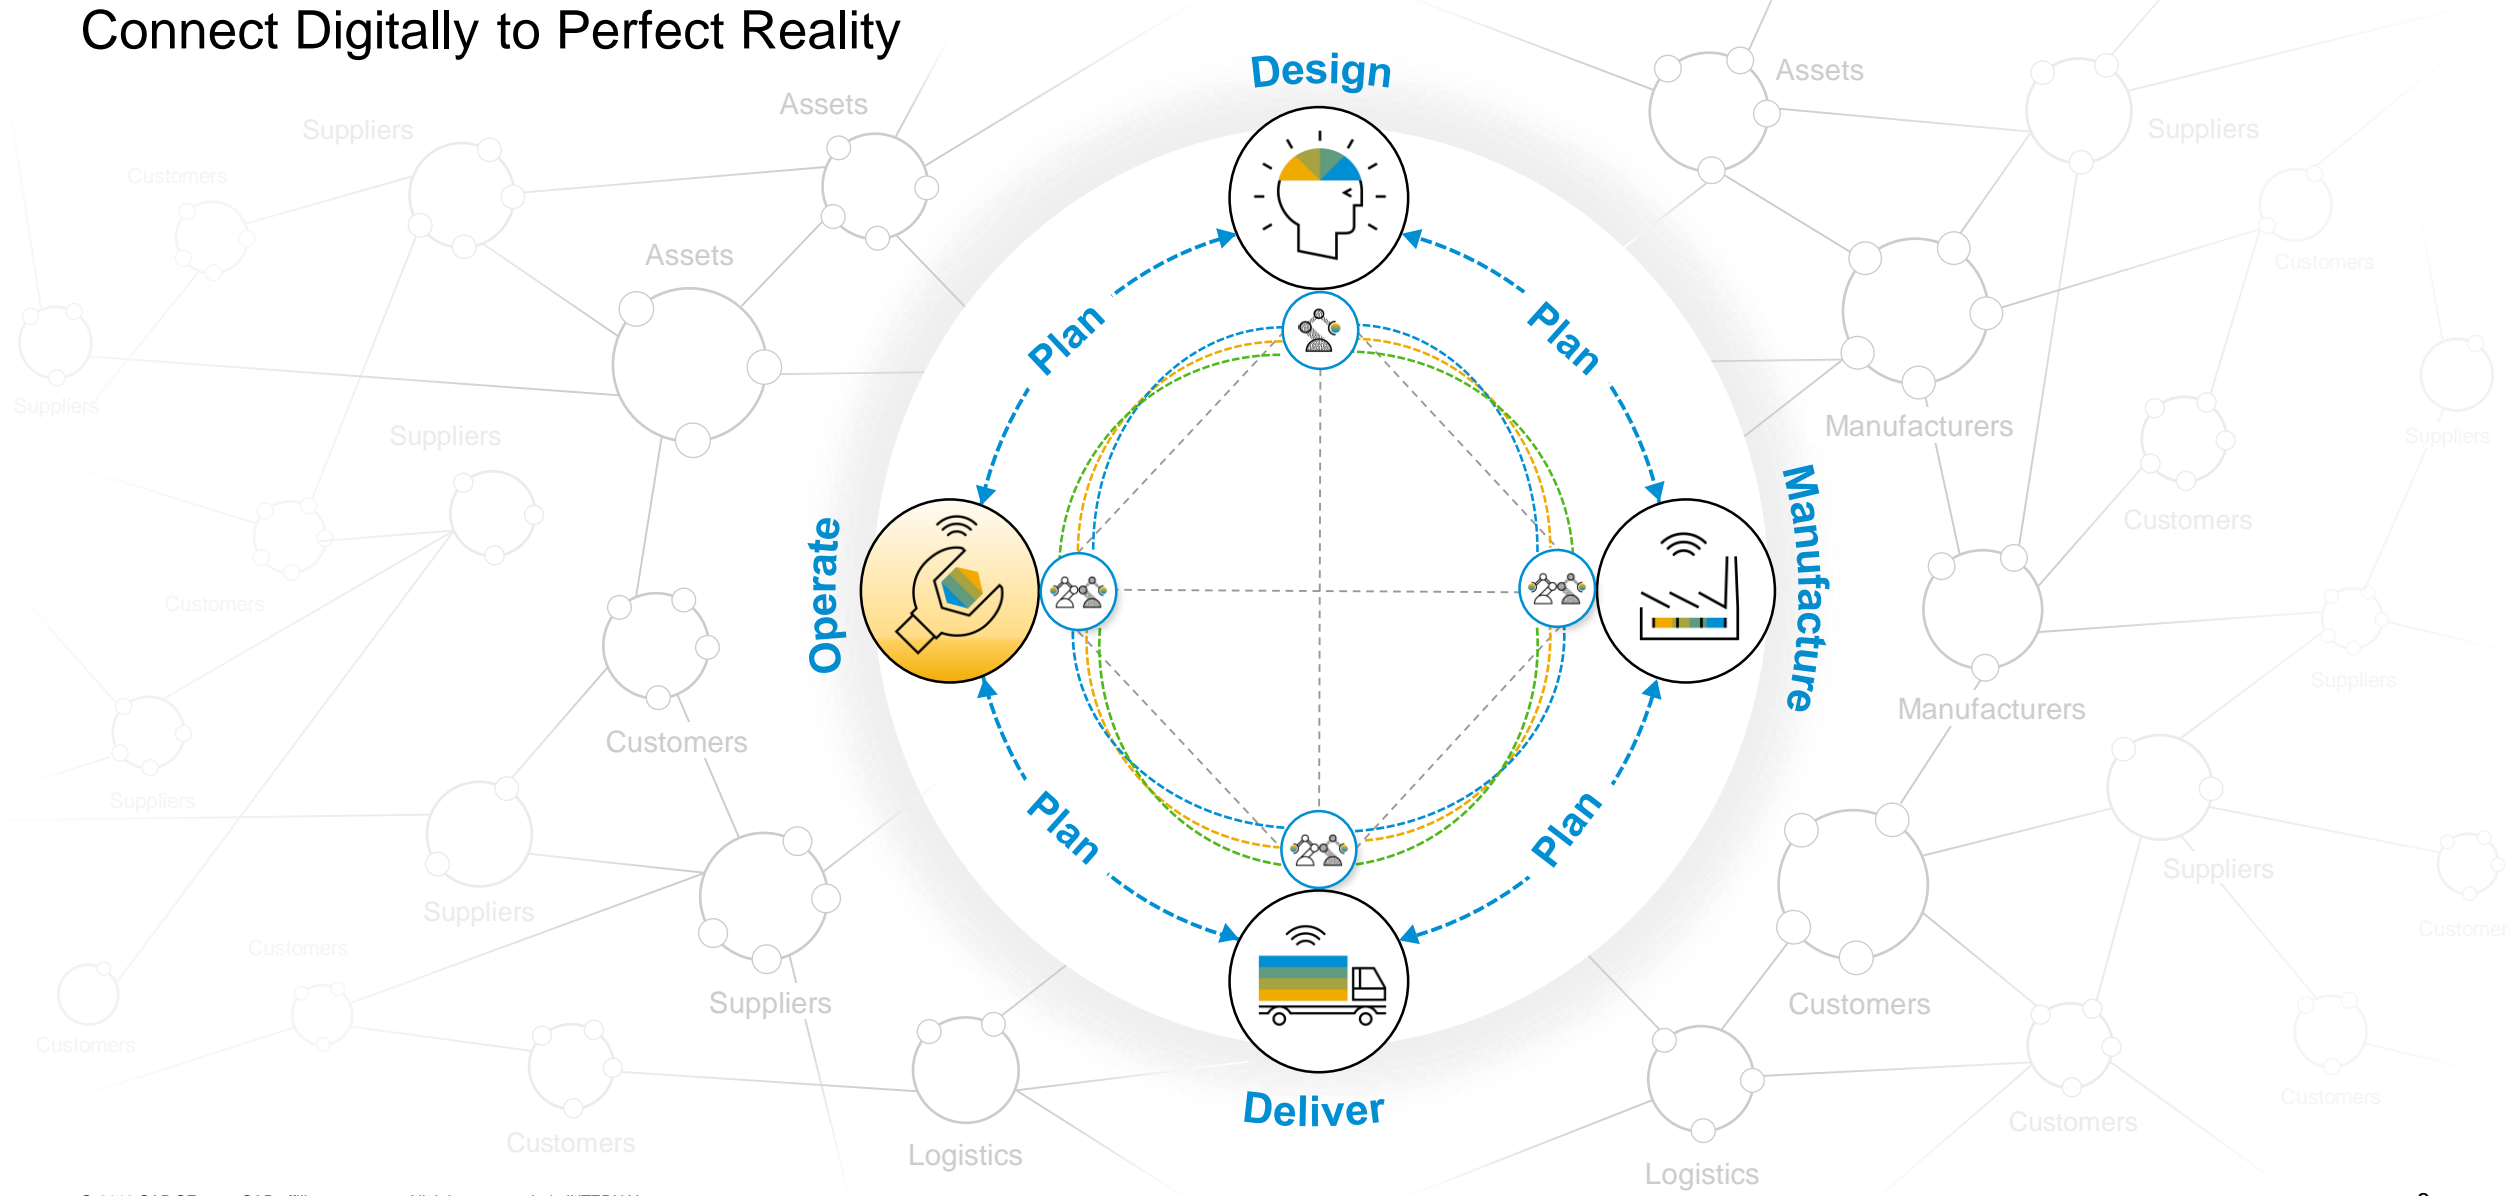 Connect Digitally to Perfect Reality
Design
Assets
Assets
Suppliers
Suppliers
Customers
Assets
Customers
Plan
Plan
Suppliers
Suppliers
Manufacturers
Suppliers
Operate
Manufacture
Customers
Customers
Suppliers
Manufacturers
Customers
Suppliers
Plan
Plan
Suppliers
Suppliers
Customers
Customers
Suppliers
Customers
Customers
Deliver
Customers
Customers
Customers
Logistics
Logistics